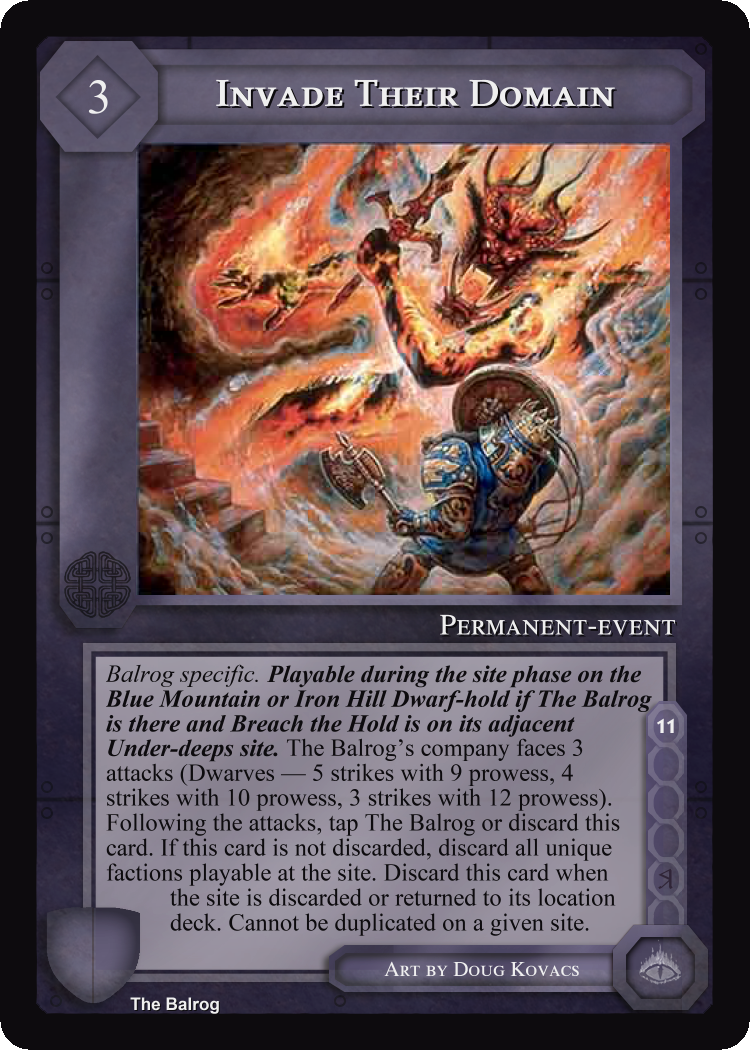 3
Invade Their Domain
Permanent-event
Balrog specific. Playable during the site phase on the
Blue Mountain or Iron Hill Dwarf-hold if The Balrog
is there and Breach the Hold is on its adjacent
Under-deeps site. The Balrog's company faces 3
attacks (Dwarves — 5 strikes with 9 prowess, 4
strikes with 10 prowess, 3 strikes with 12 prowess).
Following the attacks, tap The Balrog or discard this
card. If this card is not discarded, discard all unique
factions playable at the site. Discard this card when
the site is discarded or returned to its location
deck. Cannot be duplicated on a given site.
11
Art by Doug Kovacs
The Balrog